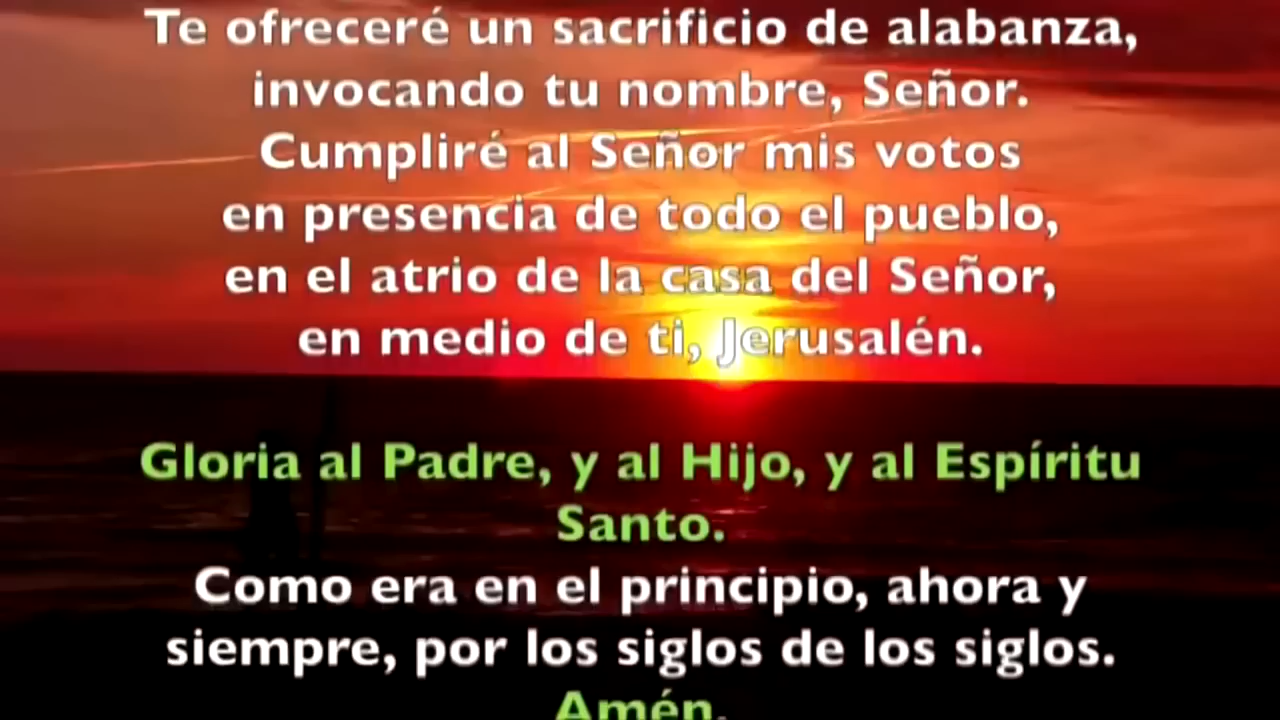 Te ofreceré un sacrificio de alabanza,
invocando tu nombre, Señor.
Cumpliré al Señor mis votos
en presencia de todo el pueblo,
en el atrio de la casa del Señor,
en medio de ti, Jerusalén.
Gloria al Padre, y al Hijo, y al Espíritu
Santo.
Como era en el principio, ahora y
siempre, por los siglos de los siglos.
Amén.